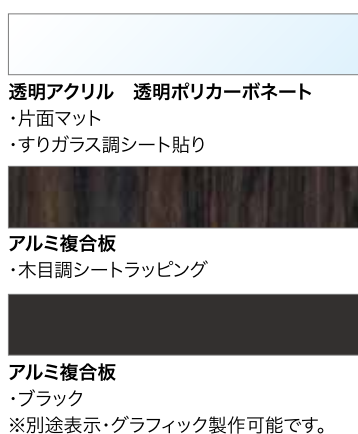 透明アクリル　透明ポリカーボネート
・片面マット
・すりガラス調シート貼り
アルミ複合板
・木目調シートラッピング
アルミ複合板
・ブラック
※別途表示・グラフィック製作可能です。